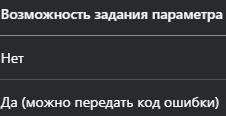 Возможность задания параметра
Нет
Да (можно передать код ошибки)